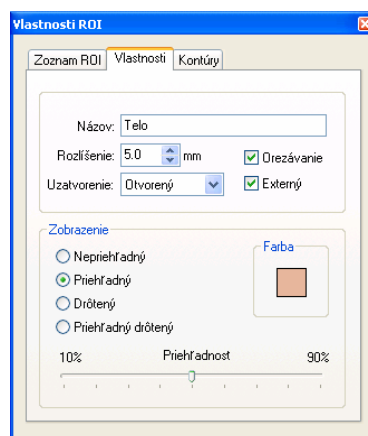 Vlastnosti ROI
Zoznam ROI Vlastnosti Kontúry
Názov: Telo
Rozlíšenie: 5.0 mm Orezávanie
Uzatvorenie: Otvorený Externý
Zobrazenie
Farba
Nepriehľadný
Priehľadný
Drôtený
Priehľadný drôtený
10% Priehľadnost 90%